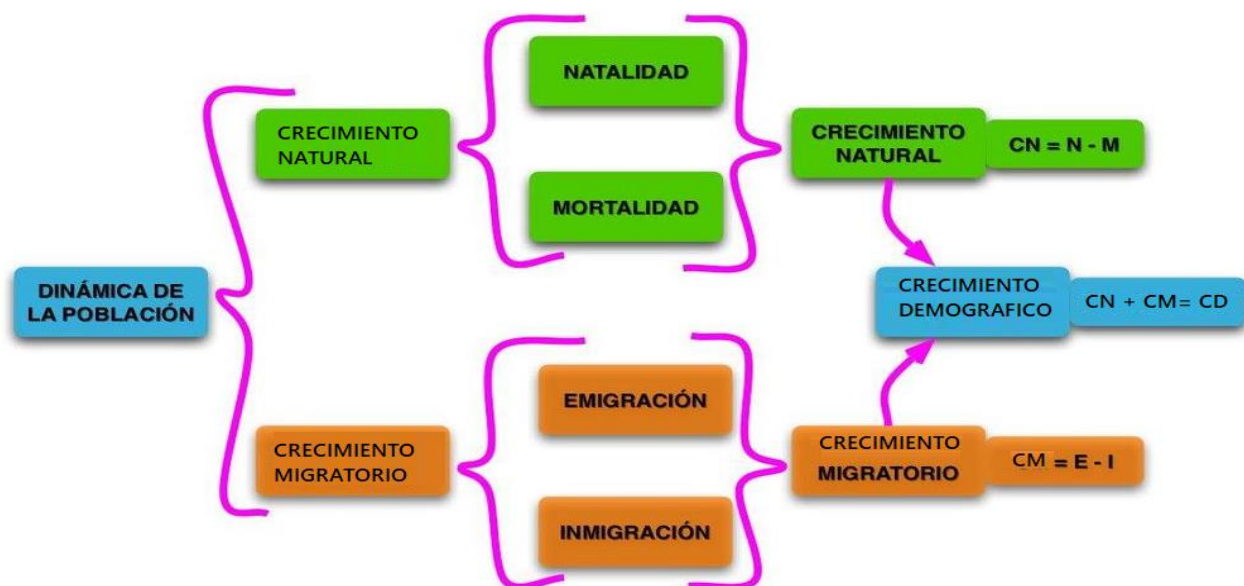 DINÁMICA DE
LA POBLACIÓN
CRECIMIENTO
NATURAL
NATALIDAD
MORTALIDAD
CRECIMIENTO
NATURAL
CN = N - M
CRECIMIENTO
DEMOGRAFICO
CN + CM= CD
CRECIMIENTO
MIGRATORIO
EMIGRACIÓN
INMIGRACIÓN
CRECIMIENTO
MIGRATORIO
CM = E - I